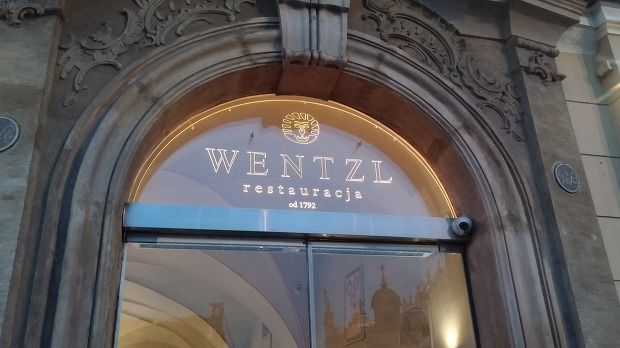 WENTZL
restauracja
od 1792